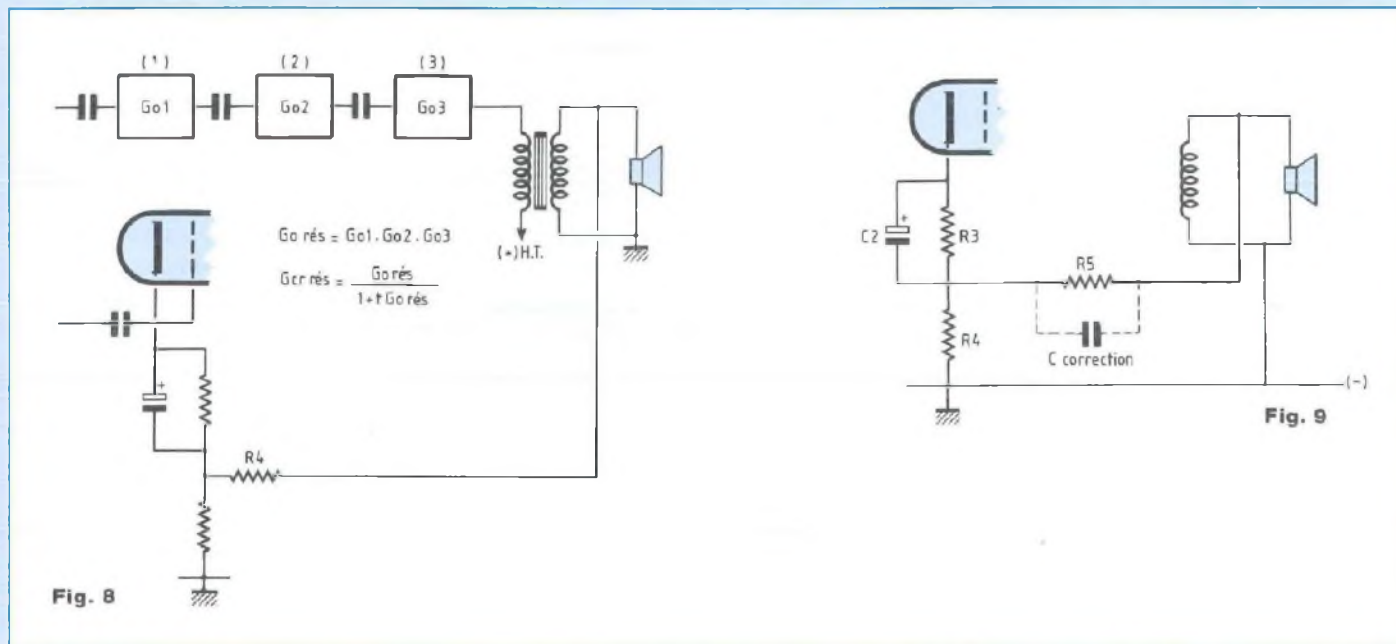 (1) (2) (3)
Go1 Go2 Go3
(+)H.T.
Go rés = Go1.Go2.Go3
Gcr rés = Go rés / 1+t Go rés
R4
Fig. 8
C2
+
R3
R5
R4
C correction
(-)
Fig. 9
+